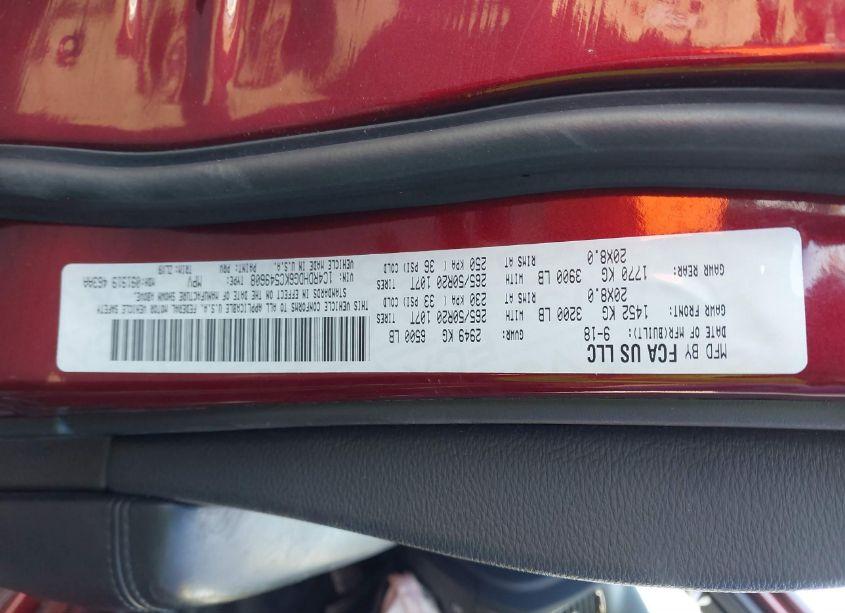 MFD BY FCA US LLC
DATE OF MFR(BUILT): 9-18
GVWR: 2949 KG 6500 LB
GAWR FRONT: 1452 KG 3200 LB WITH 265/50R20 107T TIRES
20X8.0 RIMS AT 230 KPA ( 33 PSI) COLD
GAWR REAR: 1770 KG 3900 LB WITH 265/50R20 107T TIRES
20X8.0 RIMS AT 250 KPA ( 36 PSI) COLD
THIS VEHICLE CONFORMS TO ALL APPLICABLE U.S.A. FEDERAL MOTOR VEHICLE SAFETY
STANDARDS IN EFFECT ON THE DATE OF MANUFACTURE SHOWN ABOVE.
VIN: 1C4RDHDG6KC549608 TYPE: MPV MDH: 091919 463AA
VEHICLE MADE IN U.S.A. PAINT: PRV TRIM: